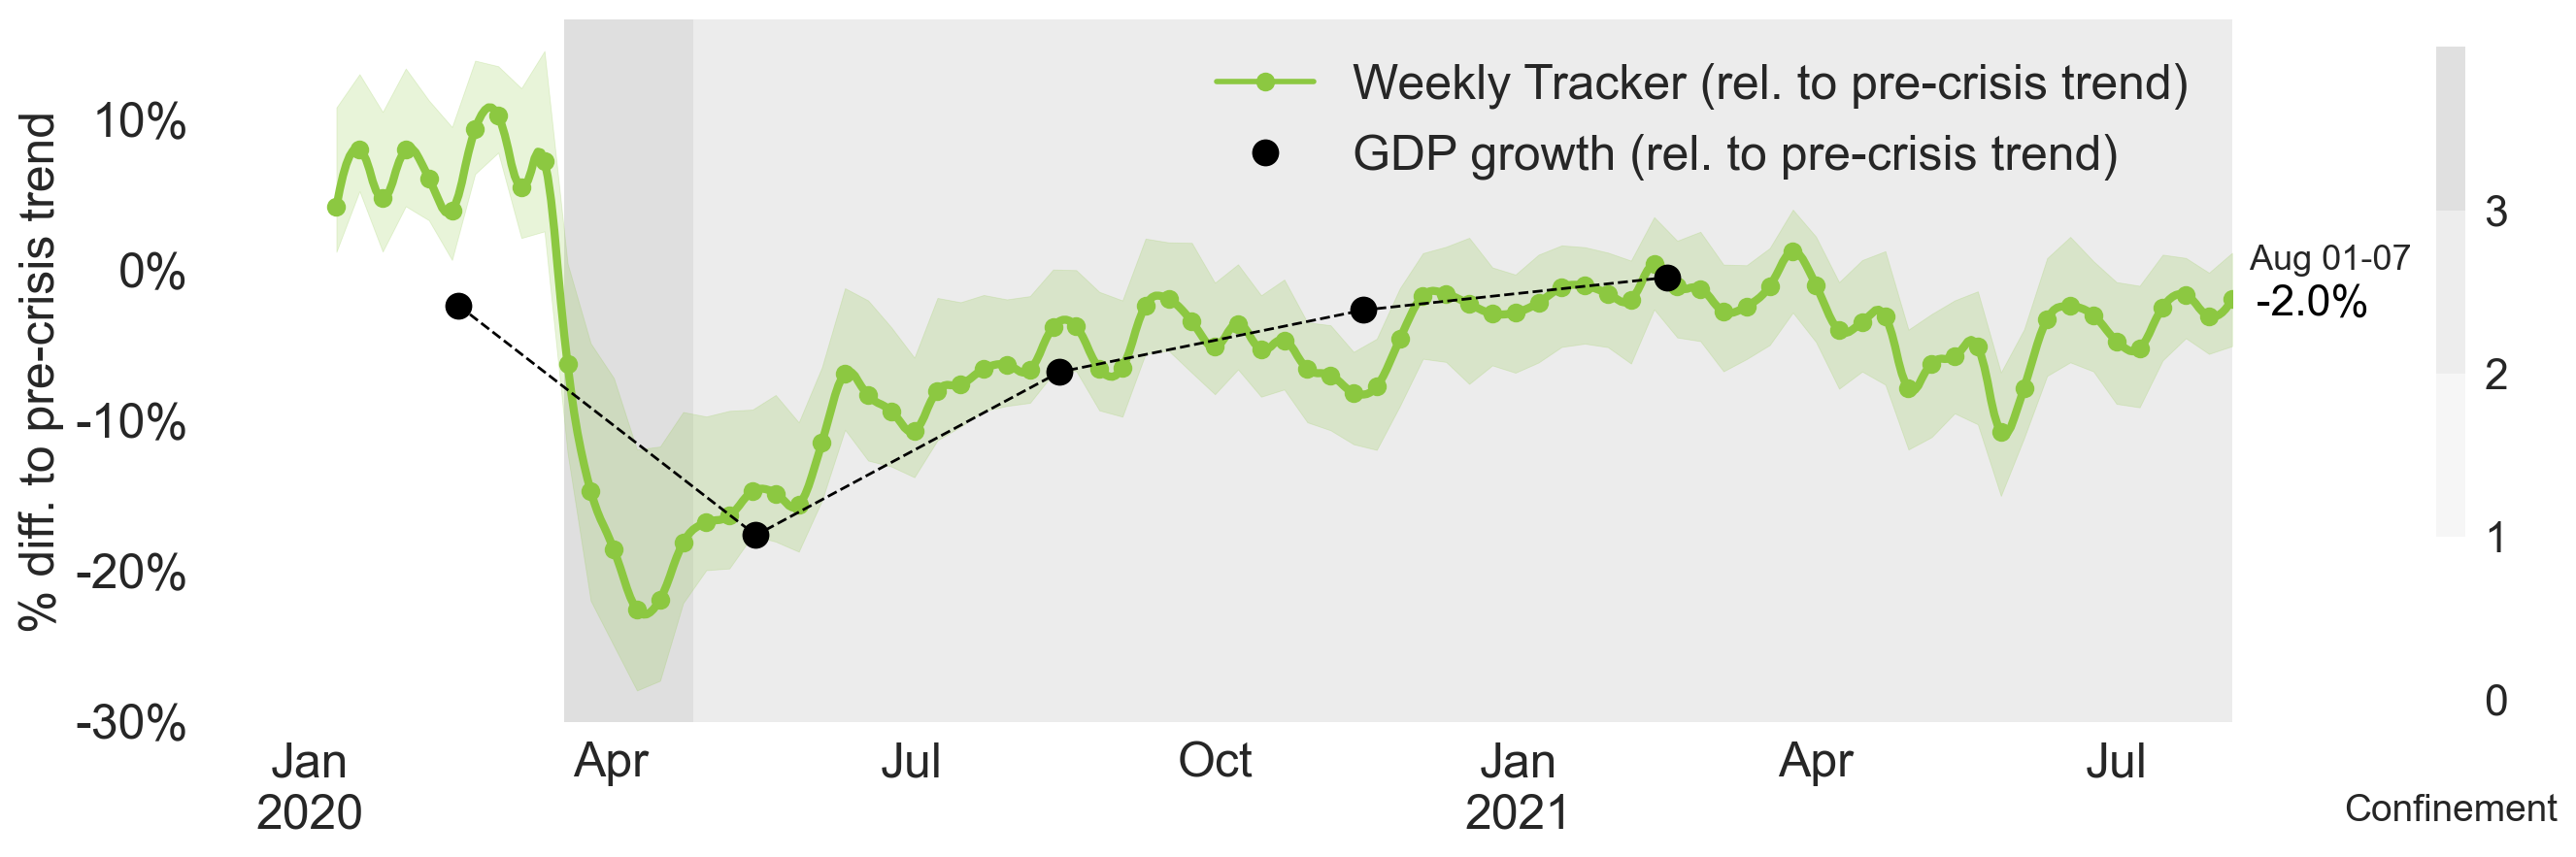 % diff. to pre-crisis trend
10%
0%
-10%
-20%
-30%
Weekly Tracker (rel. to pre-crisis trend)
GDP growth (rel. to pre-crisis trend)
Aug 01-07
-2.0%
3
2
1
0
Jan Apr Jul Oct Jan Apr Jul
2020 2021
Confinement